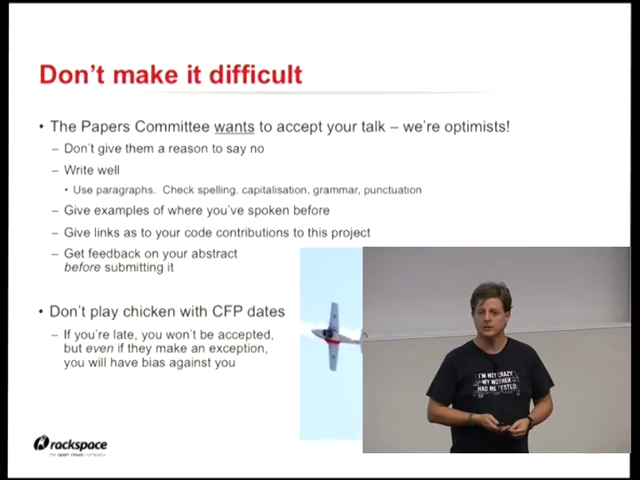 Don't make it difficult
• The Papers Committee wants to accept your talk – we're optimists!
– Don't give them a reason to say no
– Write well
• Use paragraphs. Check spelling, capitalisation, grammar, punctuation
– Give examples of where you've spoken before
– Give links as to your code contributions to this project
– Get feedback on your abstract
before submitting it
• Don't play chicken with CFP dates
– If you're late, you won't be accepted,
but even if they make an exception,
you will have bias against you
I'M NOT CRAZY
MY MOTHER
HAD ME TESTED
rackspace
the open cloud company